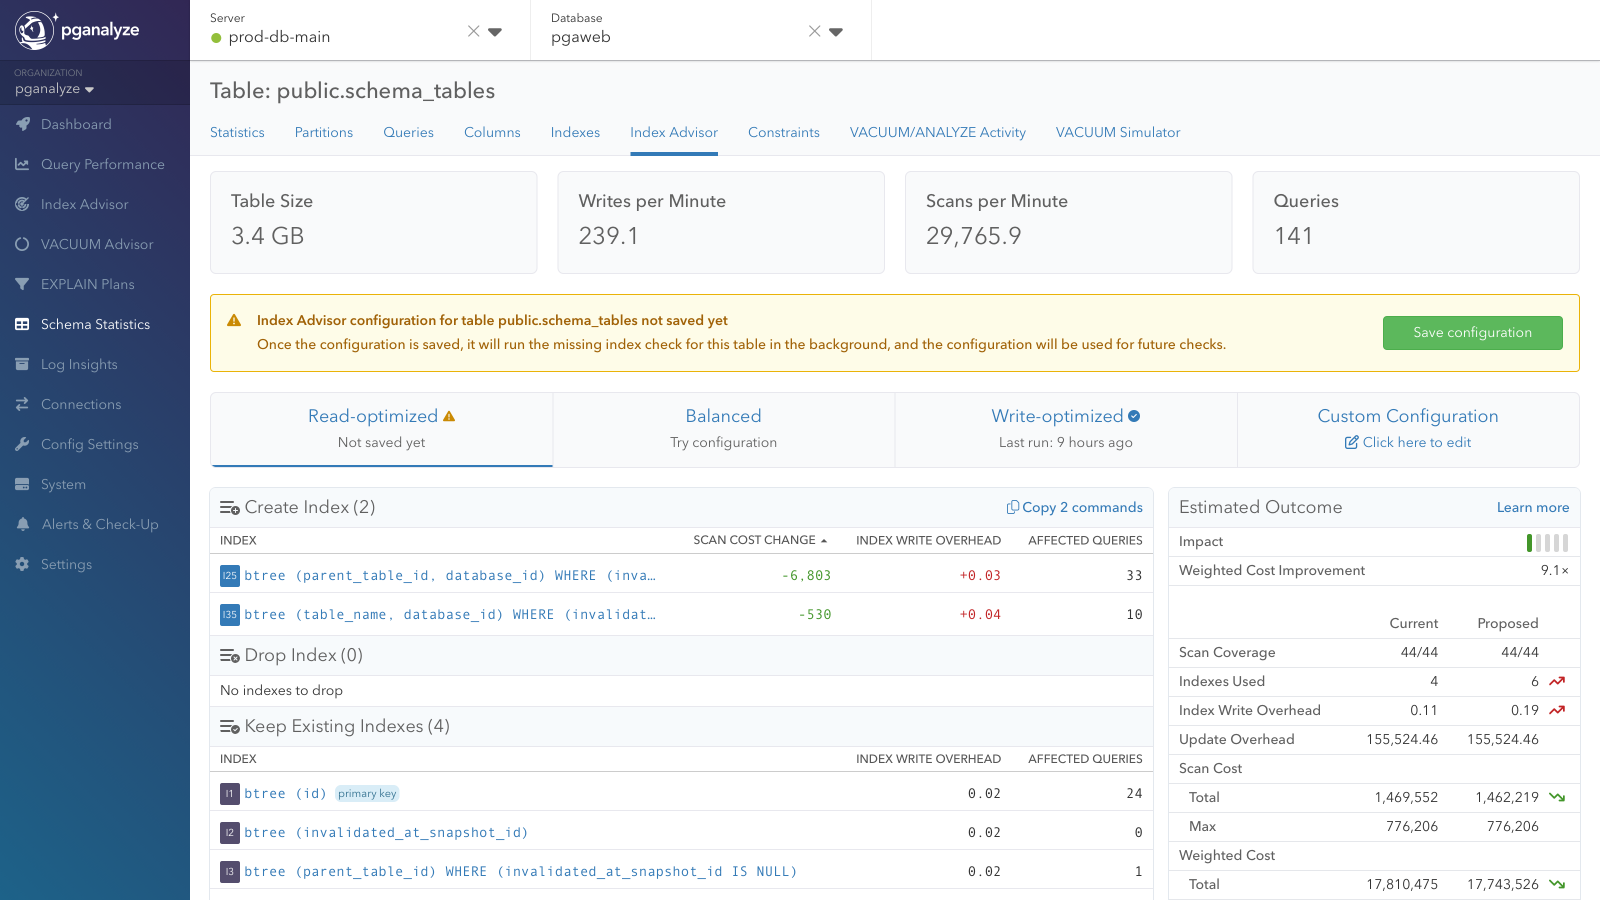 pganalyze
ORGANIZATION
pganalyze
Dashboard
Query Performance
Index Advisor
VACUUM Advisor
EXPLAIN Plans
Schema Statistics
Log Insights
Connections
Config Settings
System
Alerts & Check-Up
Settings
Server
prod-db-main
Database
pgaweb
Table: public.schema_tables
Statistics Partitions Queries Columns Indexes Index Advisor Constraints VACUUM/ANALYZE Activity VACUUM Simulator
Table Size
3.4 GB
Writes per Minute
239.1
Scans per Minute
29,765.9
Queries
141
Index Advisor configuration for table public.schema_tables not saved yet
Once the configuration is saved, it will run the missing index check for this table in the background, and the configuration will be used for future checks.
Save configuration
Read-optimized
Not saved yet
Balanced
Try configuration
Write-optimized
Last run: 9 hours ago
Custom Configuration
Click here to edit
Create Index (2) Copy 2 commands
INDEX SCAN COST CHANGE INDEX WRITE OVERHEAD AFFECTED QUERIES
I25 btree (parent_table_id, database_id) WHERE (inva… -6,803 +0.03 33
I35 btree (table_name, database_id) WHERE (invalidat… -530 +0.04 10
Drop Index (0)
No indexes to drop
Keep Existing Indexes (4)
INDEX INDEX WRITE OVERHEAD AFFECTED QUERIES
I1 btree (id) primary key 0.02 24
I2 btree (invalidated_at_snapshot_id) 0.02 0
I3 btree (parent_table_id) WHERE (invalidated_at_snapshot_id IS NULL) 0.02 1
Estimated Outcome Learn more
Impact
Weighted Cost Improvement 9.1×
Current Proposed
Scan Coverage 44/44 44/44
Indexes Used 4 6
Index Write Overhead 0.11 0.19
Update Overhead 155,524.46 155,524.46
Scan Cost
Total 1,469,552 1,462,219
Max 776,206 776,206
Weighted Cost
Total 17,810,475 17,743,526